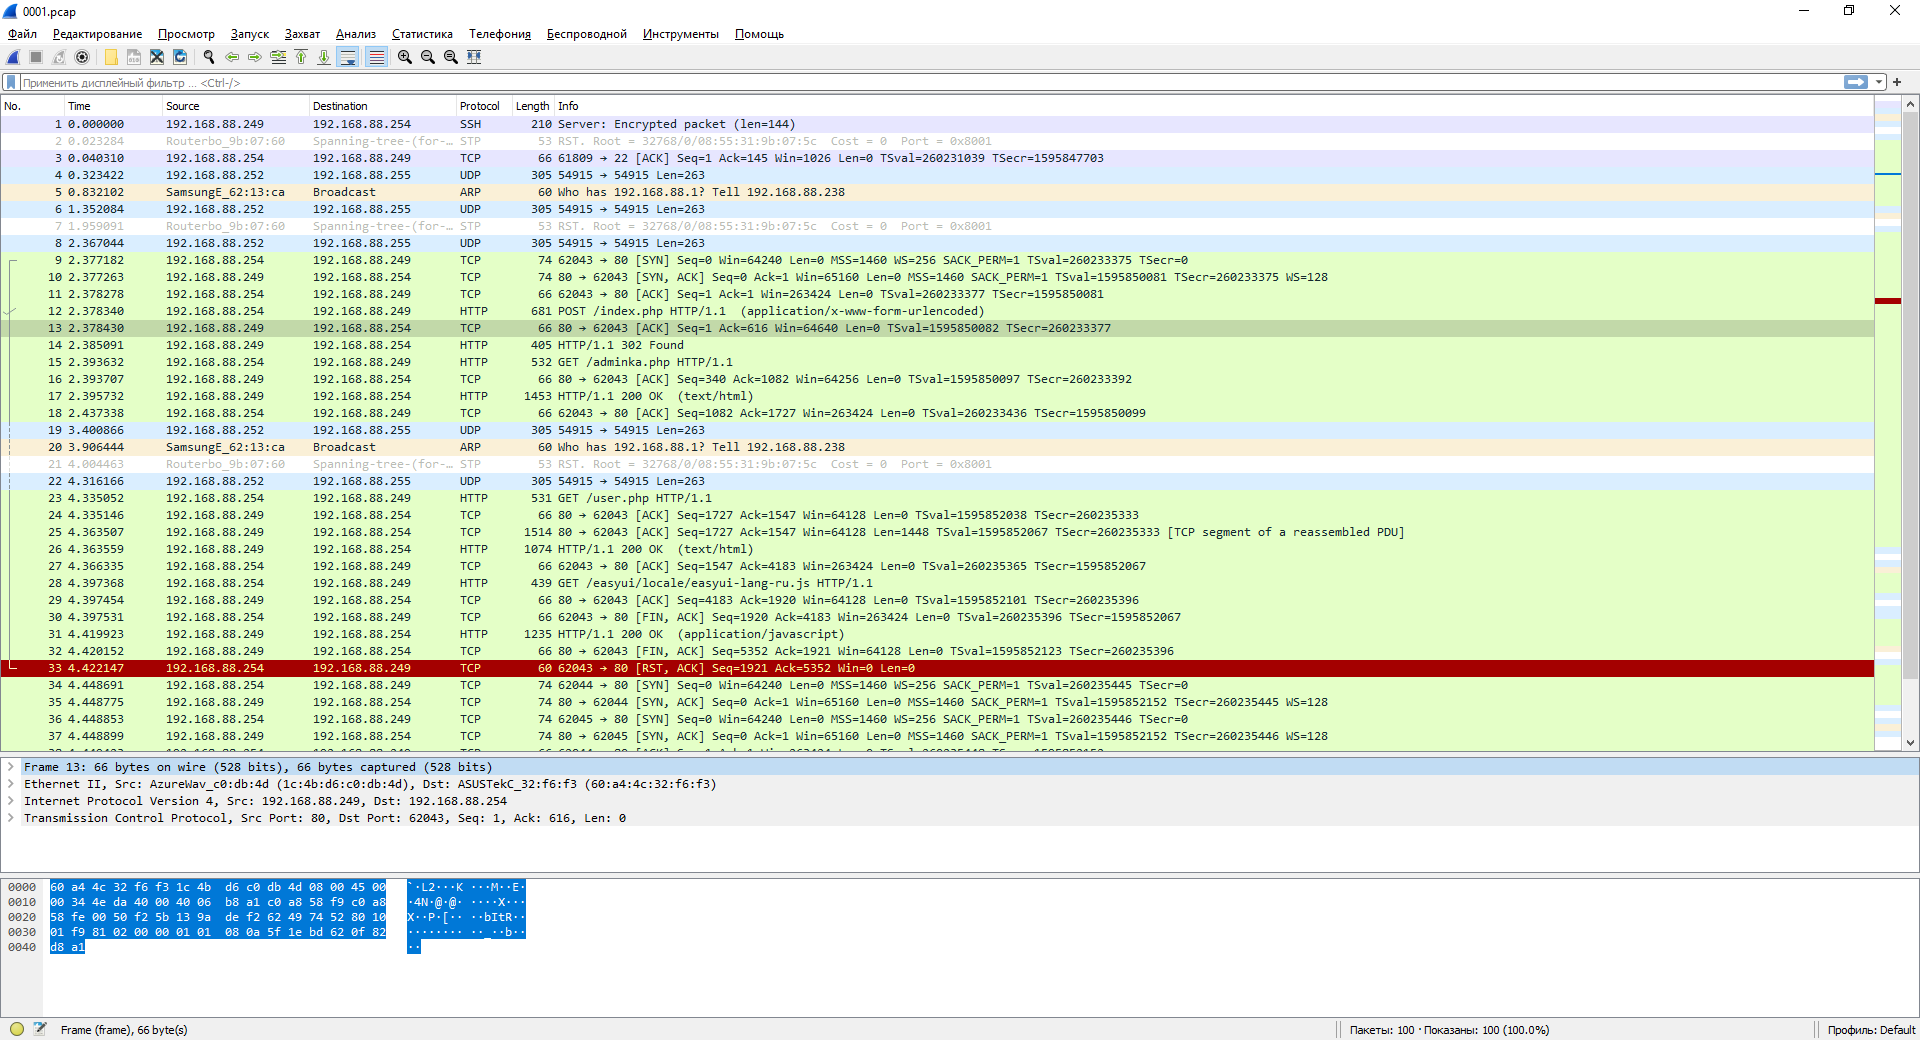 0001.pcap
Файл Редактирование Просмотр Запуск Захват Анализ Статистика Телефония Беспроводной Инструменты Помощь
Применить дисплейный фильтр ... <Ctrl-/>
No. Time Source Destination Protocol Length Info
1 0.000000 192.168.88.249 192.168.88.254 SSH 210 Server: Encrypted packet (len=144)
2 0.023284 Routerbo_9b:07:60 Spanning-tree-(for-… STP 53 RST. Root = 32768/0/08:55:31:9b:07:5c Cost = 0 Port = 0x8001
3 0.040310 192.168.88.254 192.168.88.249 TCP 66 61809 → 22 [ACK] Seq=1 Ack=145 Win=1026 Len=0 TSval=260231039 TSecr=1595847703
4 0.323422 192.168.88.252 192.168.88.255 UDP 305 54915 → 54915 Len=263
5 0.832102 SamsungE_62:13:ca Broadcast ARP 60 Who has 192.168.88.1? Tell 192.168.88.238
6 1.352084 192.168.88.252 192.168.88.255 UDP 305 54915 → 54915 Len=263
7 1.959091 Routerbo_9b:07:60 Spanning-tree-(for-… STP 53 RST. Root = 32768/0/08:55:31:9b:07:5c Cost = 0 Port = 0x8001
8 2.367044 192.168.88.252 192.168.88.255 UDP 305 54915 → 54915 Len=263
9 2.377182 192.168.88.254 192.168.88.249 TCP 74 62043 → 80 [SYN] Seq=0 Win=64240 Len=0 MSS=1460 WS=256 SACK_PERM=1 TSval=260233375 TSecr=0
10 2.377263 192.168.88.249 192.168.88.254 TCP 74 80 → 62043 [SYN, ACK] Seq=0 Ack=1 Win=65160 Len=0 MSS=1460 SACK_PERM=1 TSval=1595850081 TSecr=260233375 WS=128
11 2.378278 192.168.88.254 192.168.88.249 TCP 66 62043 → 80 [ACK] Seq=1 Ack=1 Win=263424 Len=0 TSval=260233377 TSecr=1595850081
12 2.378340 192.168.88.254 192.168.88.249 HTTP 681 POST /index.php HTTP/1.1 (application/x-www-form-urlencoded)
13 2.378430 192.168.88.249 192.168.88.254 TCP 66 80 → 62043 [ACK] Seq=1 Ack=616 Win=64640 Len=0 TSval=1595850082 TSecr=260233377
14 2.385091 192.168.88.249 192.168.88.254 HTTP 405 HTTP/1.1 302 Found
15 2.393632 192.168.88.254 192.168.88.249 HTTP 532 GET /adminka.php HTTP/1.1
16 2.393707 192.168.88.249 192.168.88.254 TCP 66 80 → 62043 [ACK] Seq=340 Ack=1082 Win=64256 Len=0 TSval=1595850097 TSecr=260233392
17 2.395732 192.168.88.249 192.168.88.254 HTTP 1453 HTTP/1.1 200 OK (text/html)
18 2.437338 192.168.88.254 192.168.88.249 TCP 66 62043 → 80 [ACK] Seq=1082 Ack=1727 Win=263424 Len=0 TSval=260233436 TSecr=1595850099
19 3.400866 192.168.88.252 192.168.88.255 UDP 305 54915 → 54915 Len=263
20 3.906444 SamsungE_62:13:ca Broadcast ARP 60 Who has 192.168.88.1? Tell 192.168.88.238
21 4.004463 Routerbo_9b:07:60 Spanning-tree-(for-… STP 53 RST. Root = 32768/0/08:55:31:9b:07:5c Cost = 0 Port = 0x8001
22 4.316166 192.168.88.252 192.168.88.255 UDP 305 54915 → 54915 Len=263
23 4.335052 192.168.88.254 192.168.88.249 HTTP 531 GET /user.php HTTP/1.1
24 4.335146 192.168.88.249 192.168.88.254 TCP 66 80 → 62043 [ACK] Seq=1727 Ack=1547 Win=64128 Len=0 TSval=1595852038 TSecr=260235333
25 4.363507 192.168.88.249 192.168.88.254 TCP 1514 80 → 62043 [ACK] Seq=1727 Ack=1547 Win=64128 Len=1448 TSval=1595852067 TSecr=260235333 [TCP segment of a reassembled PDU]
26 4.363559 192.168.88.249 192.168.88.254 HTTP 1074 HTTP/1.1 200 OK (text/html)
27 4.366335 192.168.88.254 192.168.88.249 TCP 66 62043 → 80 [ACK] Seq=1547 Ack=4183 Win=263424 Len=0 TSval=260235365 TSecr=1595852067
28 4.397368 192.168.88.254 192.168.88.249 HTTP 439 GET /easyui/locale/easyui-lang-ru.js HTTP/1.1
29 4.397454 192.168.88.249 192.168.88.254 TCP 66 80 → 62043 [ACK] Seq=4183 Ack=1920 Win=64128 Len=0 TSval=1595852101 TSecr=260235396
30 4.397531 192.168.88.254 192.168.88.249 TCP 66 62043 → 80 [FIN, ACK] Seq=1920 Ack=4183 Win=263424 Len=0 TSval=260235396 TSecr=1595852067
31 4.419923 192.168.88.249 192.168.88.254 HTTP 1235 HTTP/1.1 200 OK (application/javascript)
32 4.420152 192.168.88.249 192.168.88.254 TCP 66 80 → 62043 [FIN, ACK] Seq=5352 Ack=1921 Win=64128 Len=0 TSval=1595852123 TSecr=260235396
33 4.422147 192.168.88.254 192.168.88.249 TCP 60 62043 → 80 [RST, ACK] Seq=1921 Ack=5352 Win=0 Len=0
34 4.448691 192.168.88.254 192.168.88.249 TCP 74 62044 → 80 [SYN] Seq=0 Win=64240 Len=0 MSS=1460 WS=256 SACK_PERM=1 TSval=260235445 TSecr=0
35 4.448775 192.168.88.249 192.168.88.254 TCP 74 80 → 62044 [SYN, ACK] Seq=0 Ack=1 Win=65160 Len=0 MSS=1460 SACK_PERM=1 TSval=1595852152 TSecr=260235445 WS=128
36 4.448853 192.168.88.254 192.168.88.249 TCP 74 62045 → 80 [SYN] Seq=0 Win=64240 Len=0 MSS=1460 WS=256 SACK_PERM=1 TSval=260235446 TSecr=0
37 4.448899 192.168.88.249 192.168.88.254 TCP 74 80 → 62045 [SYN, ACK] Seq=0 Ack=1 Win=65160 Len=0 MSS=1460 SACK_PERM=1 TSval=1595852152 TSecr=260235446 WS=128
Frame 13: 66 bytes on wire (528 bits), 66 bytes captured (528 bits)
Ethernet II, Src: AzureWav_c0:db:4d (1c:4b:d6:c0:db:4d), Dst: ASUSTekC_32:f6:f3 (60:a4:4c:32:f6:f3)
Internet Protocol Version 4, Src: 192.168.88.249, Dst: 192.168.88.254
Transmission Control Protocol, Src Port: 80, Dst Port: 62043, Seq: 1, Ack: 616, Len: 0
0000 60 a4 4c 32 f6 f3 1c 4b d6 c0 db 4d 08 00 45 00 `·L2···K ···M··E·
0010 00 34 4e da 40 00 40 06 b8 a1 c0 a8 58 f9 c0 a8 ·4N·@·@· ····X···
0020 58 fe 00 50 f2 5b 13 9a de f2 62 49 74 52 80 10 X··P·[·· ··bItR··
0030 01 f9 81 02 00 00 01 01 08 0a 5f 1e bd 62 0f 82 ········ ··_··b··
0040 d8 a1 ··
Frame (frame), 66 byte(s) Пакеты: 100 · Показаны: 100 (100.0%) Профиль: Default